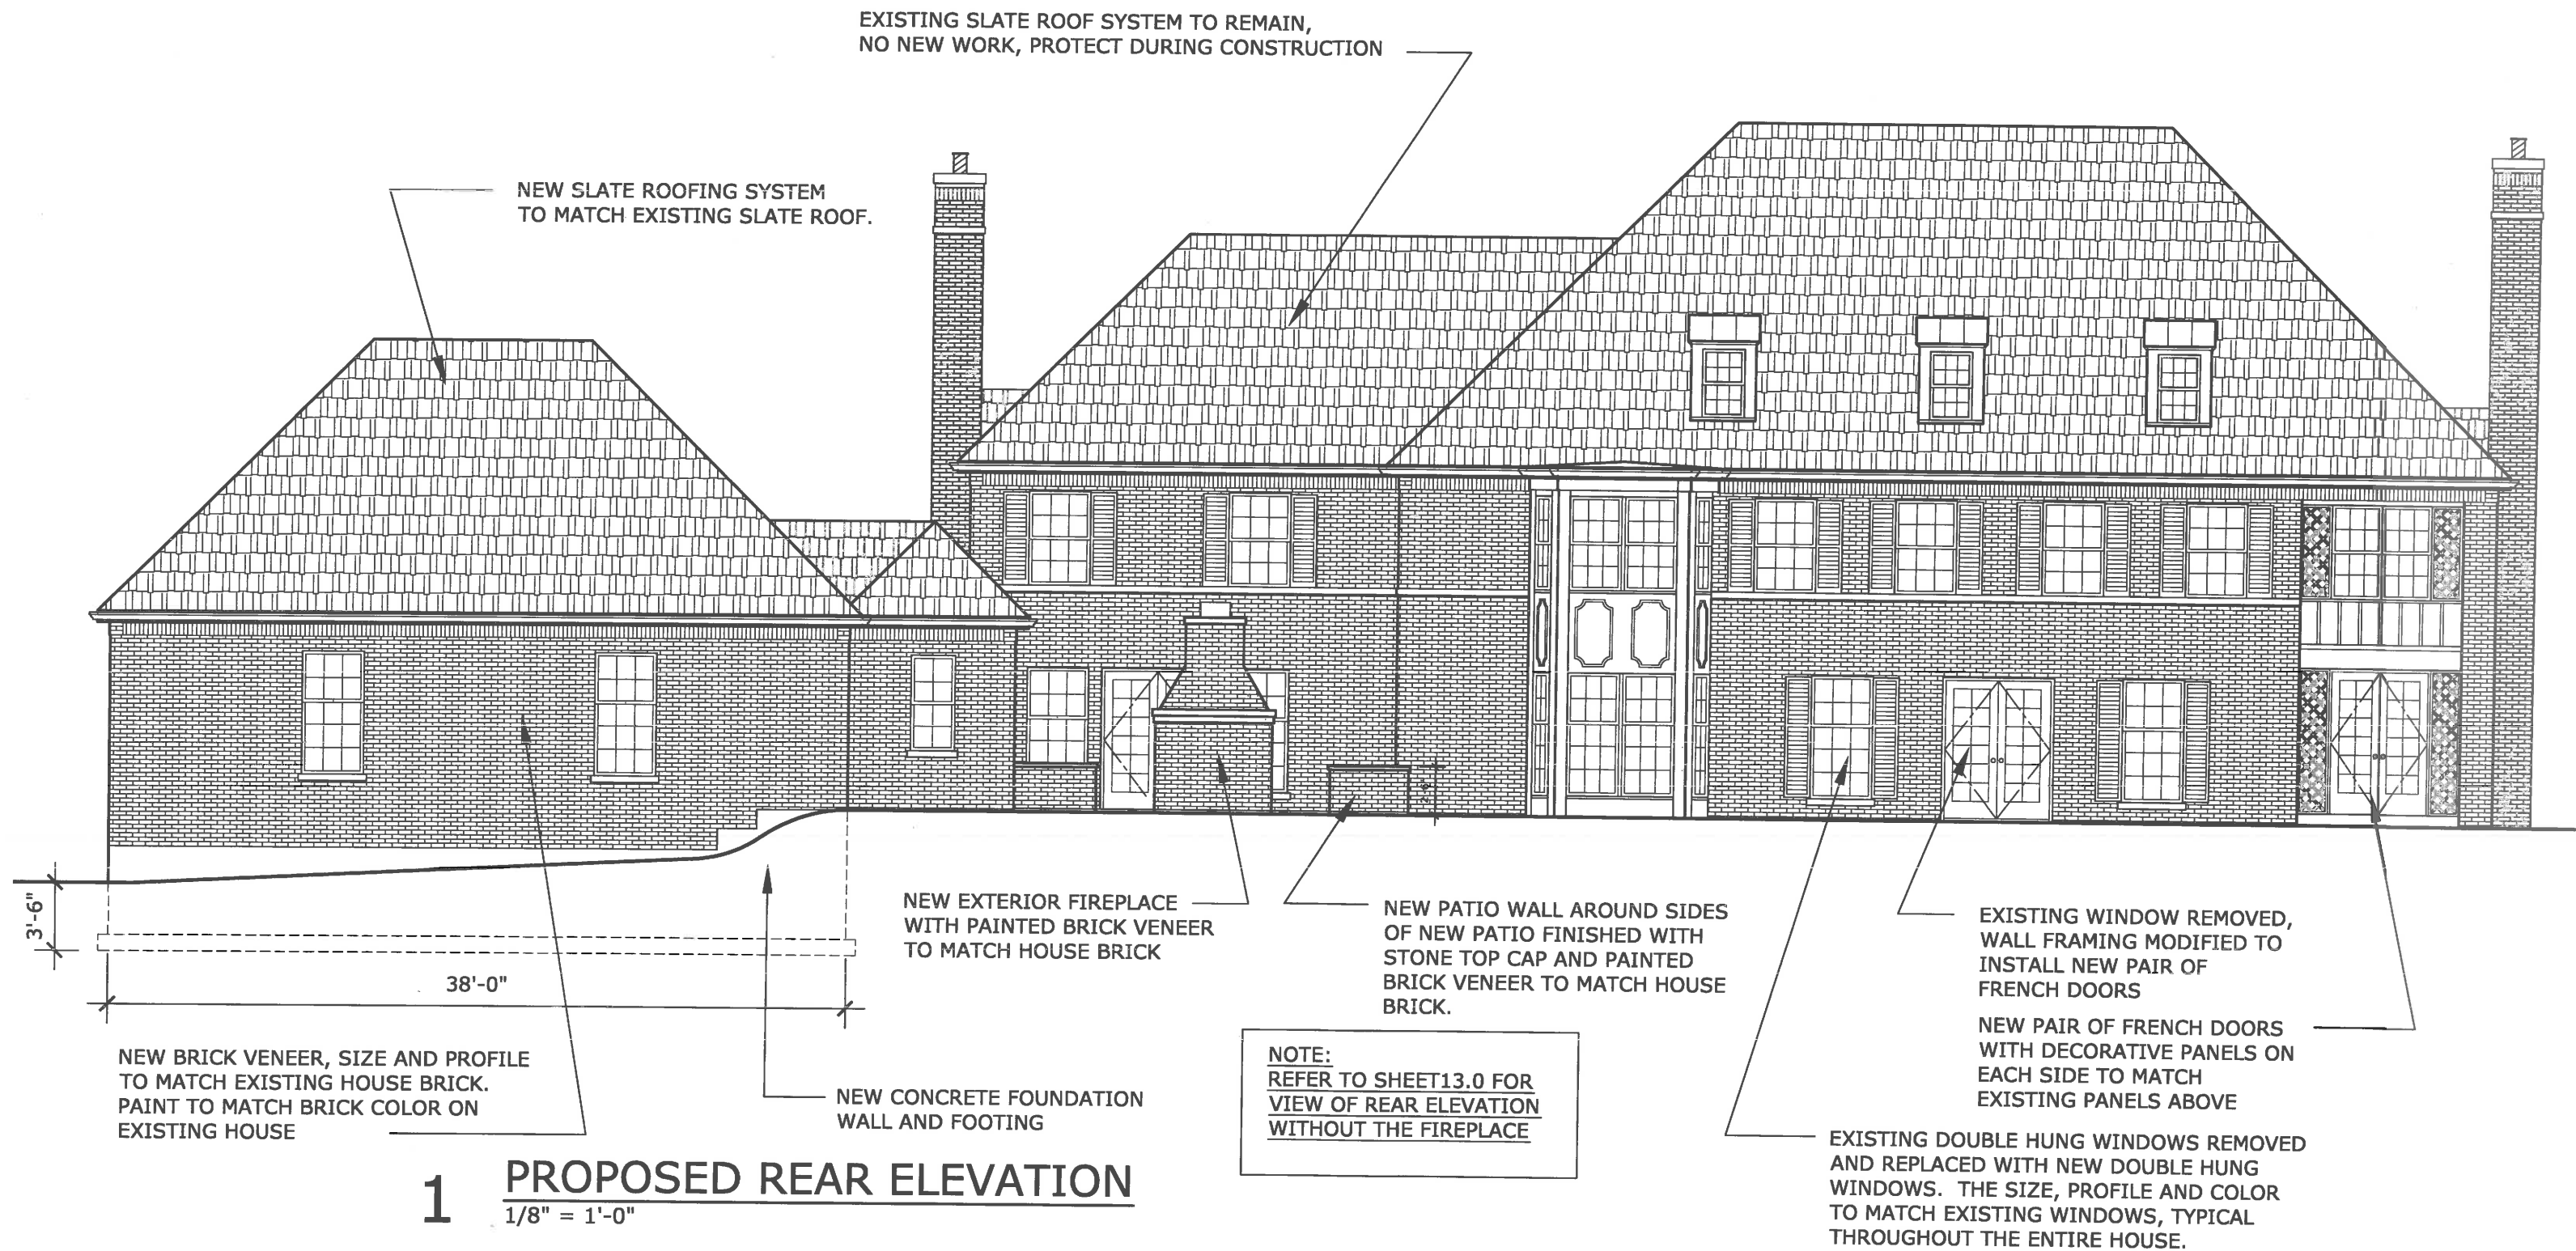 EXISTING SLATE ROOF SYSTEM TO REMAIN,
NO NEW WORK, PROTECT DURING CONSTRUCTION
NEW SLATE ROOFING SYSTEM
TO MATCH EXISTING SLATE ROOF.
2'-6"
3'-6"
38'-0"
NEW BRICK VENEER, SIZE AND PROFILE
TO MATCH EXISTING HOUSE BRICK.
PAINT TO MATCH BRICK COLOR ON
EXISTING HOUSE
NEW CONCRETE FOUNDATION
WALL AND FOOTING
NEW EXTERIOR FIREPLACE
WITH PAINTED BRICK VENEER
TO MATCH HOUSE BRICK
NEW PATIO WALL AROUND SIDES
OF NEW PATIO FINISHED WITH
STONE TOP CAP AND PAINTED
BRICK VENEER TO MATCH HOUSE
BRICK.
NOTE:
REFER TO SHEET13.0 FOR
VIEW OF REAR ELEVATION
WITHOUT THE FIREPLACE
EXISTING WINDOW REMOVED,
WALL FRAMING MODIFIED TO
INSTALL NEW PAIR OF
FRENCH DOORS
NEW PAIR OF FRENCH DOORS
WITH DECORATIVE PANELS ON
EACH SIDE TO MATCH
EXISTING PANELS ABOVE
EXISTING DOUBLE HUNG WINDOWS REMOVED
AND REPLACED WITH NEW DOUBLE HUNG
WINDOWS. THE SIZE, PROFILE AND COLOR
TO MATCH EXISTING WINDOWS, TYPICAL
THROUGHOUT THE ENTIRE HOUSE.
1 PROPOSED REAR ELEVATION
1/8" = 1'-0"